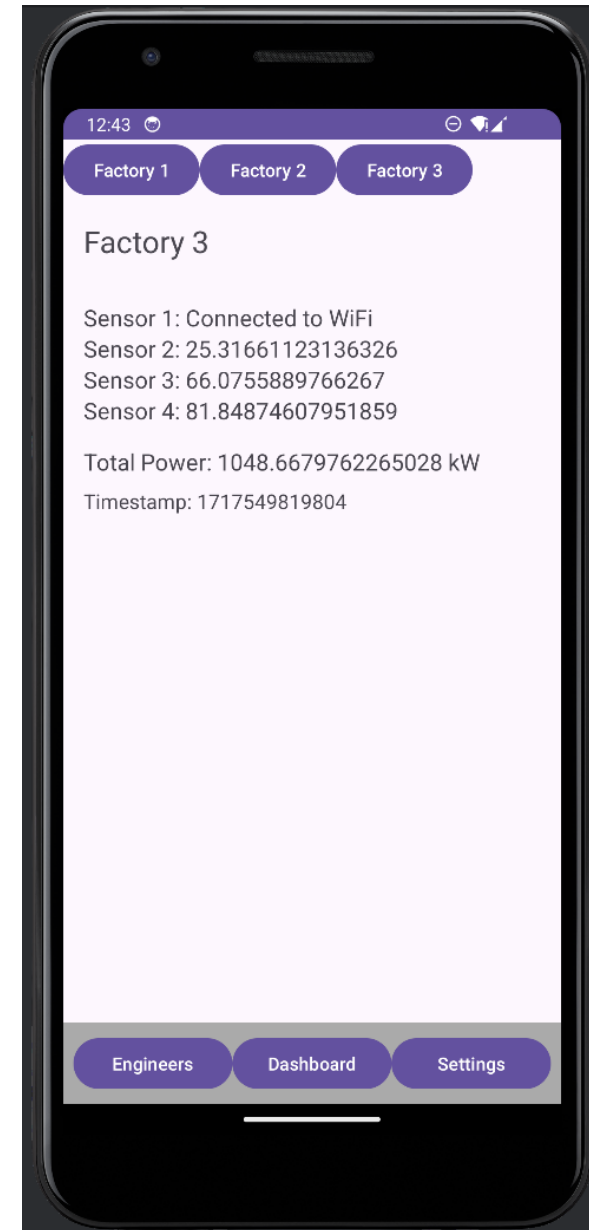 12:43
Factory 1 Factory 2 Factory 3
Factory 3
Sensor 1: Connected to WiFi
Sensor 2: 25.31661123136326
Sensor 3: 66.0755889766267
Sensor 4: 81.84874607951859
Total Power: 1048.6679762265028 kW
Timestamp: 1717549819804
Engineers Dashboard Settings